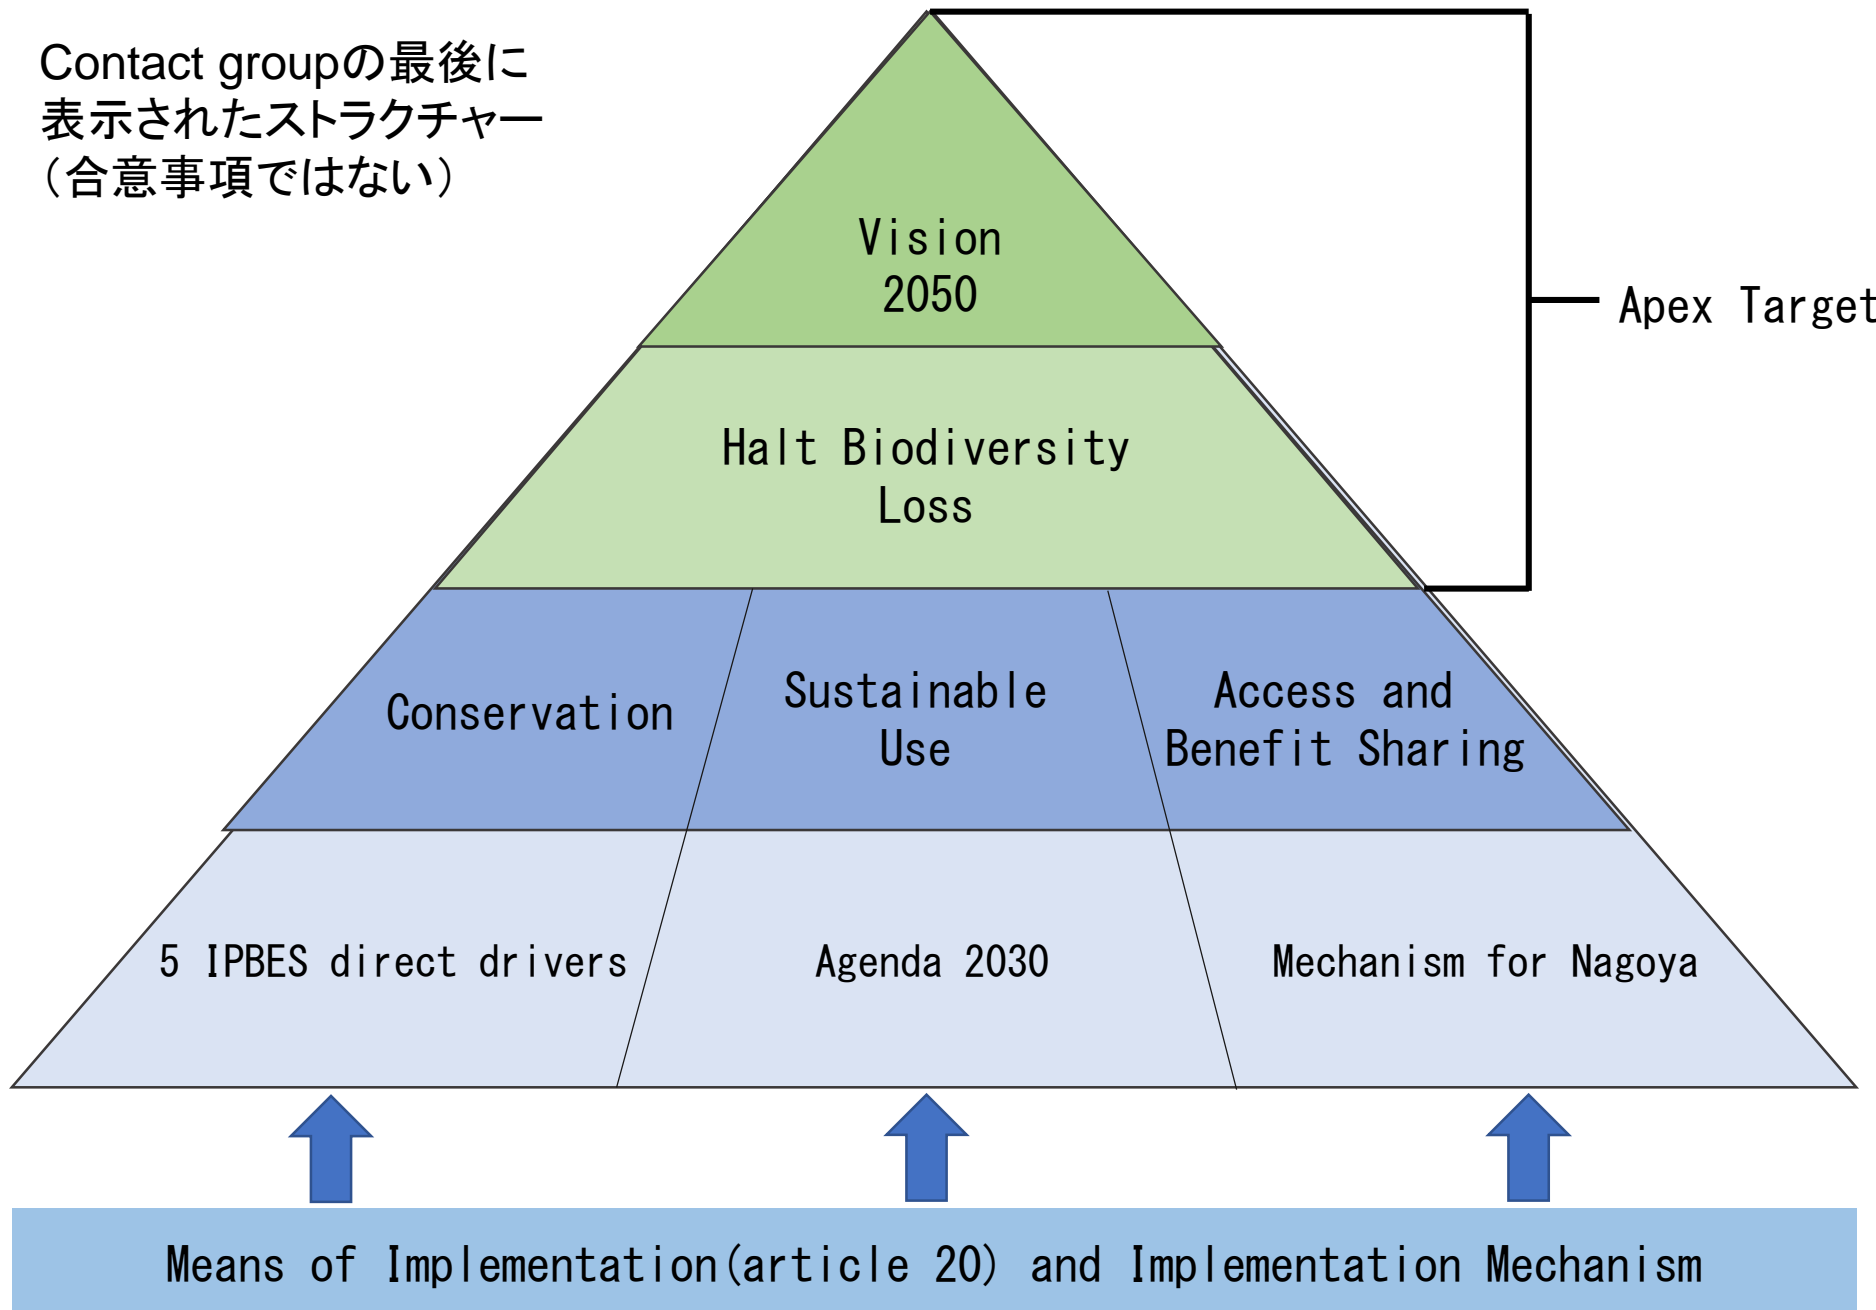 Contact groupの最後に
表示されたストラクチャー
（合意事項ではない）
Vision
2050
Apex Target
Halt Biodiversity
Loss
Conservation
Sustainable
Use
Access and
Benefit Sharing
5 IPBES direct drivers
Agenda 2030
Mechanism for Nagoya
Means of Implementation(article 20) and Implementation Mechanism